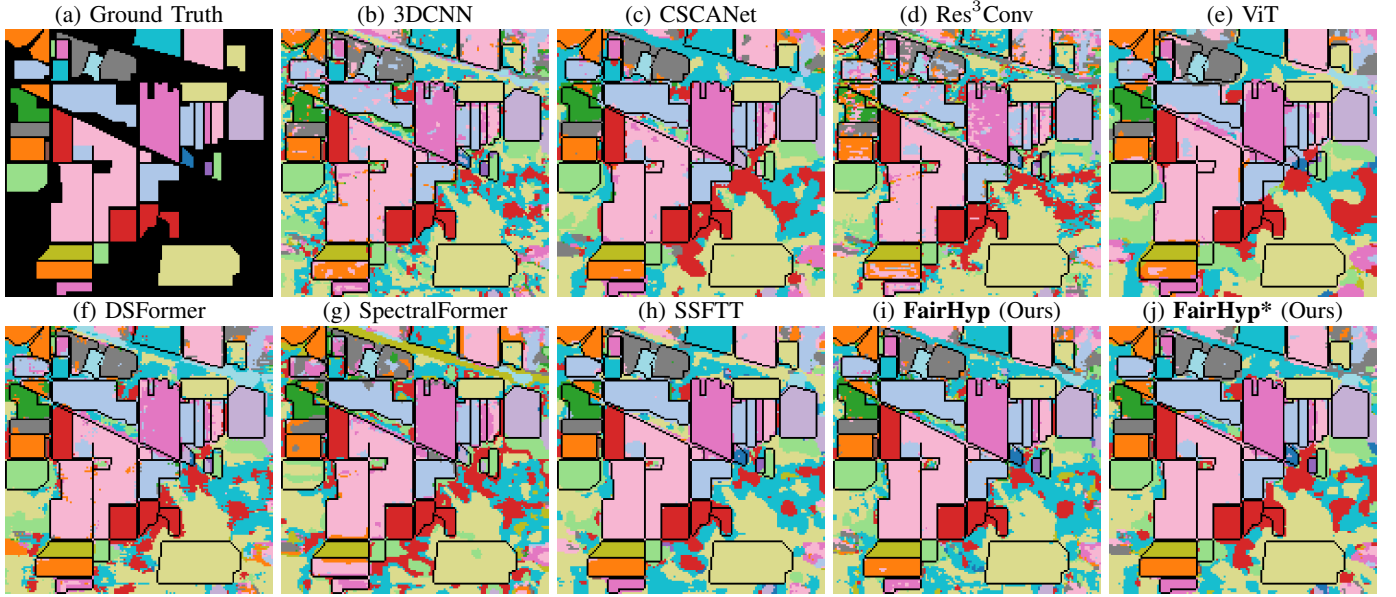 (a) Ground Truth (b) 3DCNN (c) CSCANet (d) Res³Conv (e) ViT
(f) DSFormer (g) SpectralFormer (h) SSFTT (i) FairHyp (Ours) (j) FairHyp* (Ours)